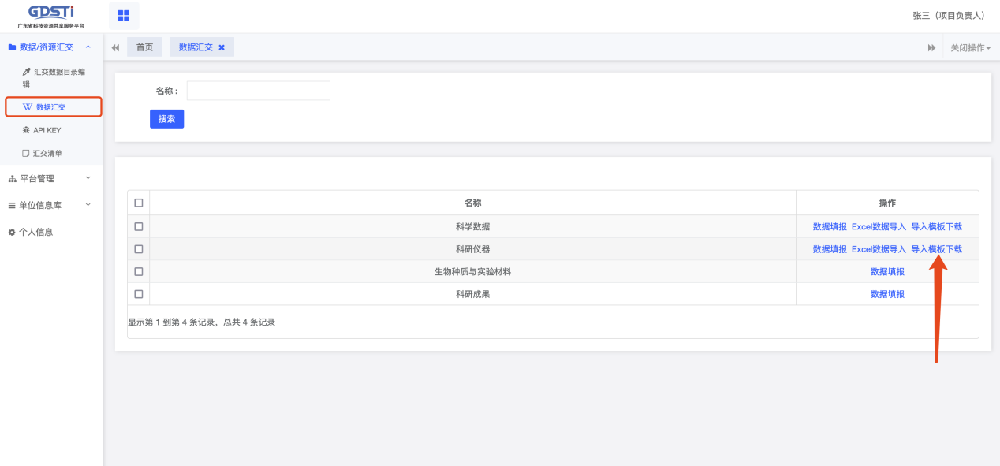 GDSTi
广东省科技资源共享服务平台
张三（项目负责人）
数据/资源汇交
汇交数据目录编
辑
数据汇交
API KEY
汇交清单
平台管理
单位信息库
个人信息
首页
数据汇交
关闭操作
名称：
搜索
名称 操作
科学数据 数据填报 Excel数据导入 导入模板下载
科研仪器 数据填报 Excel数据导入 导入模板下载
生物种质与实验材料 数据填报
科研成果 数据填报
显示第 1 到第 4 条记录，总共 4 条记录